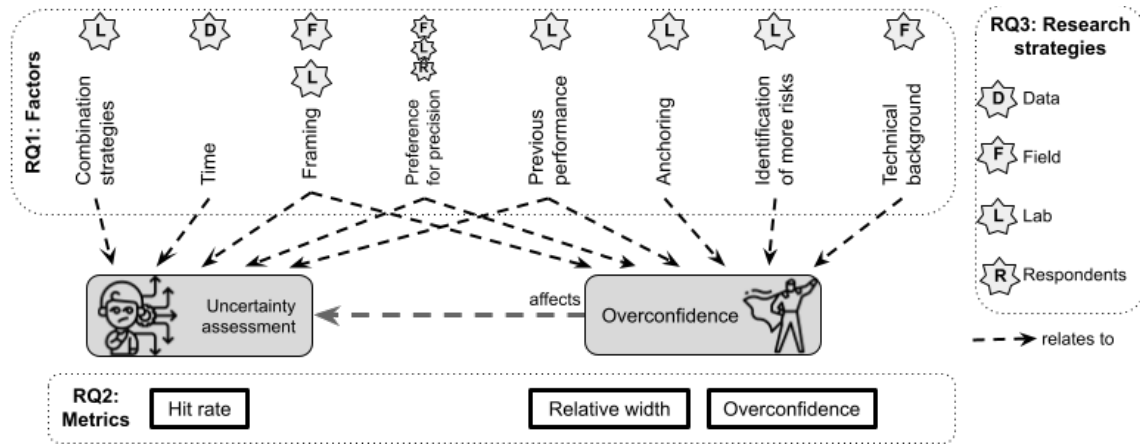 L
D
F
L
F
L
R
L
L
L
F
RQ1: Factors
Combination
strategies
Time
Framing
Preference
for precision
Previous
performance
Anchoring
Identification
of more risks
Technical
background
Uncertainty
assessment
affects
Overconfidence
RQ2:
Metrics
Hit rate
Relative width
Overconfidence
RQ3: Research
strategies
D Data
F Field
L Lab
R Respondents
relates to